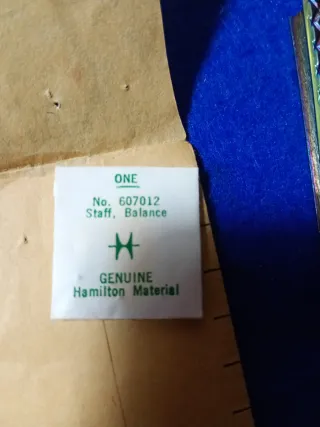 ONE
No. 607012
Staff, Balance
GENUINE
Hamilton Material